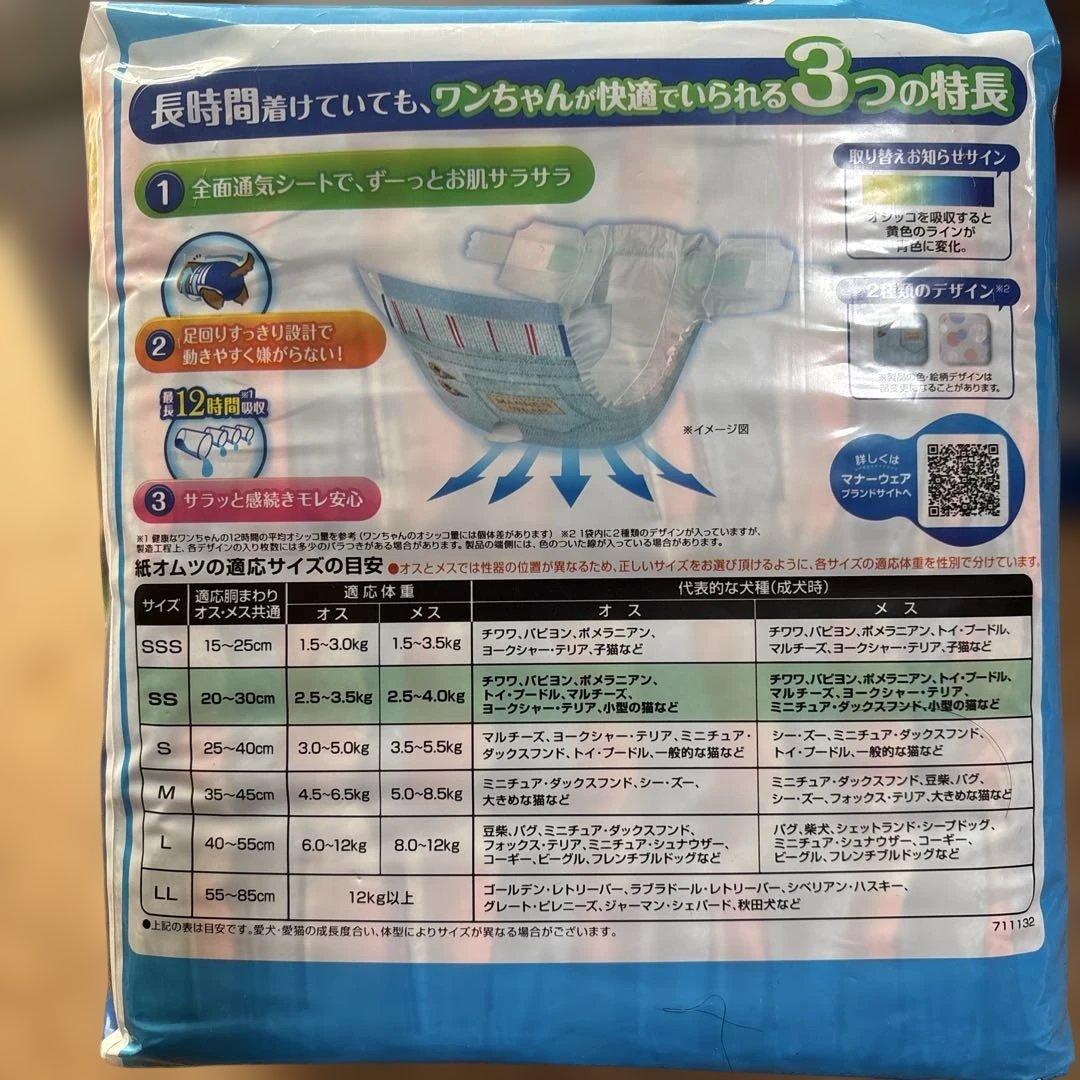 長時間着けていても、ワンちゃんが快適でいられる3つの特長
1 全面通気シートで、ずーっとお肌サラサラ
2 足回りすっきり設計で
動きやすく嫌がらない!
最長12時間※1吸収
3 サラッと感続きモレ安心
※イメージ図
取り替えお知らせサイン
オシッコを吸収すると
黄色のラインが
青色に変化。
2種類のデザイン※2
※製品の色・絵柄デザインは
一部変更になることがあります。
詳しくは
マナーウェア
ブランドサイトへ
※1 健康なワンちゃんの12時間の平均オシッコ量を参考(ワンちゃんのオシッコ量には個体差があります) ※2 1袋内に2種類のデザインが入っていますが、
製造工程上、各デザインの入り枚数には多少のバラつきがある場合があります。製品の端側には、色のついた線が入っている場合があります。
紙オムツの適応サイズの目安 ●オスとメスでは性器の位置が異なるため、正しいサイズをお選び頂けるように、各サイズの適応体重を性別で分けています。
サイズ 適応胴まわり オス・メス共通 適応体重 代表的な犬種(成犬時)
オス メス オス メス
SSS 15~25cm 1.5~3.0kg 1.5~3.5kg チワワ、パピヨン、ポメラニアン、 チワワ、パピヨン、ポメラニアン、トイ・プードル、
ヨークシャー・テリア、子猫など マルチーズ、ヨークシャー・テリア、子猫など
SS 20~30cm 2.5~3.5kg 2.5~4.0kg チワワ、パピヨン、ポメラニアン、 チワワ、パピヨン、ポメラニアン、トイ・プードル、
トイ・プードル、マルチーズ、 マルチーズ、ヨークシャー・テリア、
ヨークシャー・テリア、小型の猫など ミニチュア・ダックスフンド、小型の猫など
S 25~40cm 3.0~5.0kg 3.5~5.5kg マルチーズ、ヨークシャー・テリア、ミニチュア・ シー・ズー、ミニチュア・ダックスフンド、
ダックスフンド、トイ・プードル、一般的な猫など トイ・プードル、一般的な猫など
M 35~45cm 4.5~6.5kg 5.0~8.5kg ミニチュア・ダックスフンド、シー・ズー、 ミニチュア・ダックスフンド、豆柴、パグ、
大きめな猫など シー・ズー、フォックス・テリア、大きめな猫など
L 40~55cm 6.0~12kg 8.0~12kg 豆柴、パグ、ミニチュア・ダックスフンド、 パグ、柴犬、シェットランド・シープドッグ、
フォックス・テリア、ミニチュア・シュナウザー、 ミニチュア・シュナウザー、コーギー、
コーギー、ビーグル、フレンチブルドッグなど ビーグル、フレンチブルドッグなど
LL 55~85cm 12kg以上 ゴールデン・レトリーバー、ラブラドール・レトリーバー、シベリアン・ハスキー、
グレート・ピレニーズ、ジャーマン・シェパード、秋田犬など
●上記の表は目安です。愛犬・愛猫の成長度合い、体型によりサイズが異なる場合がございます。
711132